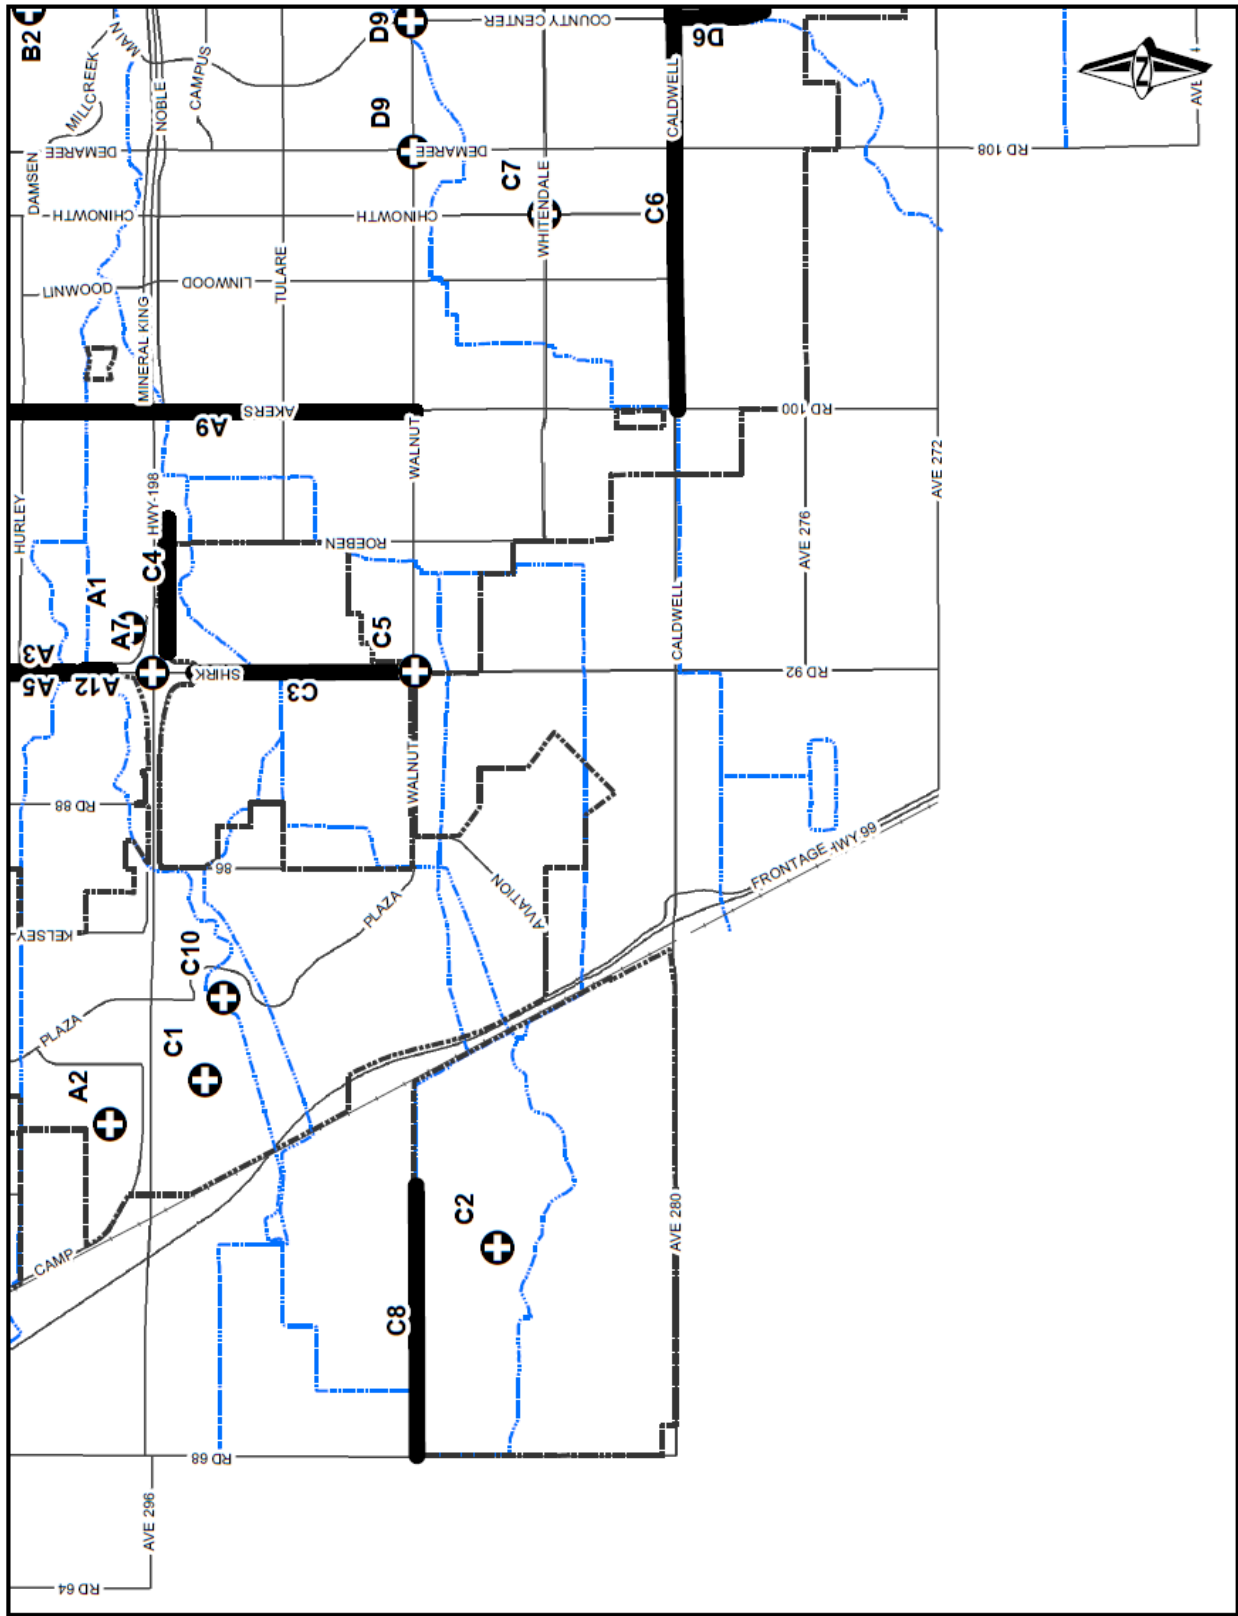 B2
MAIN
MILLCREEK
NOBLE
CAMPUS
D9
COUNTY CENTER
D6
CALDWELL
N
AVE
DAMSEN
DEMAREE
D9
DEMAREE
RD 108
CHINOWTH
CHINOWTH
C7
WHITENDALE
C6
LINWOOD
LINWOOD
TULARE
MINERAL KING
A9
AKERS
WALNUT
RD 100
AVE 272
HURLEY
HWY-198
C4
ROEBEN
AVE 276
A1
A7
C5
CALDWELL
A3
A5
A12
SHIRK
C3
RD 92
RD 88
WALNUT
86
AVIATION
FRONTAGE
HWY 99
KELSEY
PLAZA
C10
PLAZA
C1
A2
CAMP
C2
AVE 280
C8
RD 68
AVE 296
RD 64